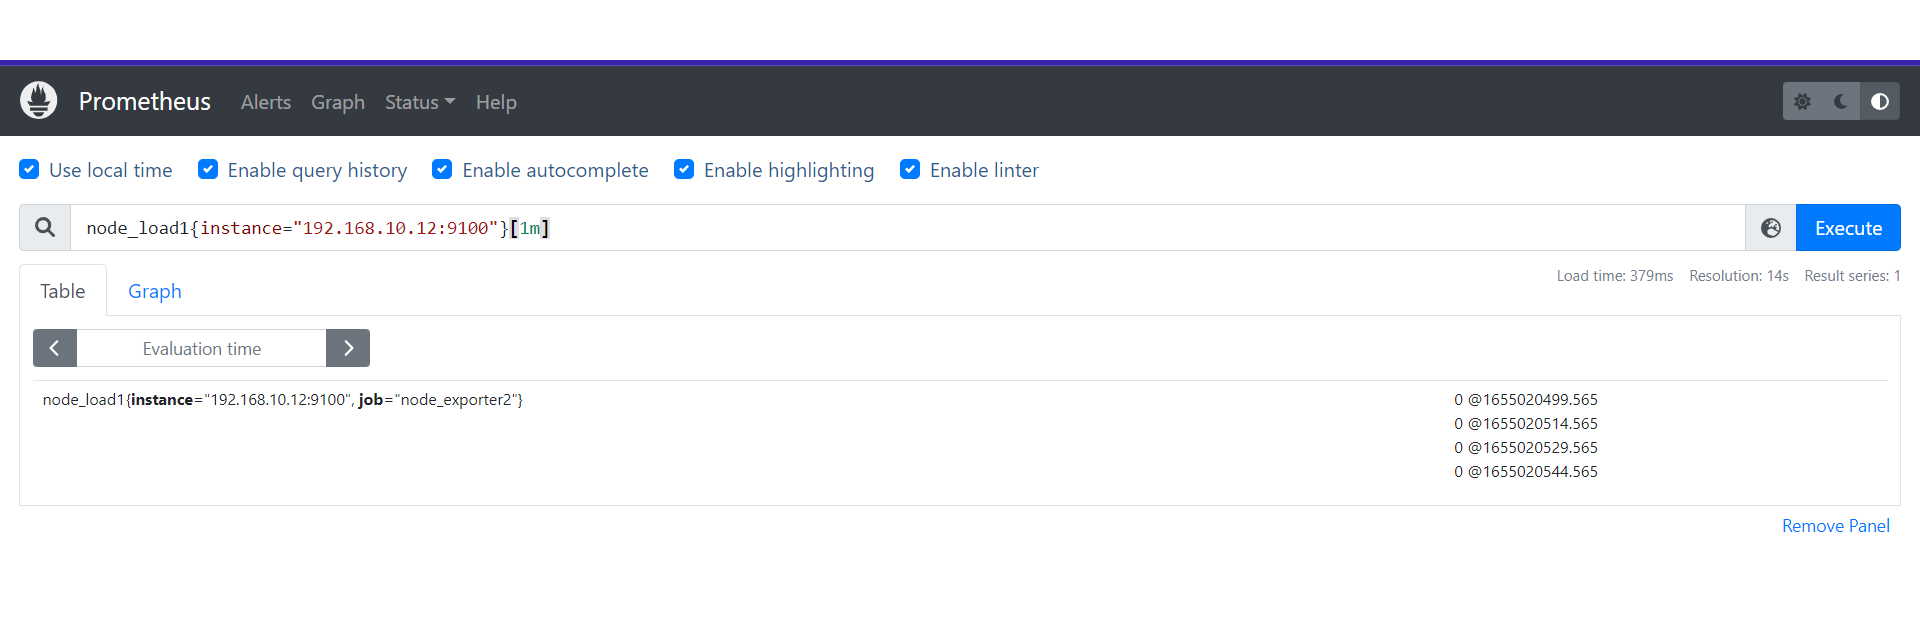 Prometheus Alerts Graph Status Help
Use local time Enable query history Enable autocomplete Enable highlighting Enable linter
node_load1{instance="192.168.10.12:9100"}[1m] Execute
Load time: 379ms Resolution: 14s Result series: 1
Table Graph
Evaluation time
node_load1{instance="192.168.10.12:9100", job="node_exporter2"} 0 @1655020499.565
0 @1655020514.565
0 @1655020529.565
0 @1655020544.565
Remove Panel